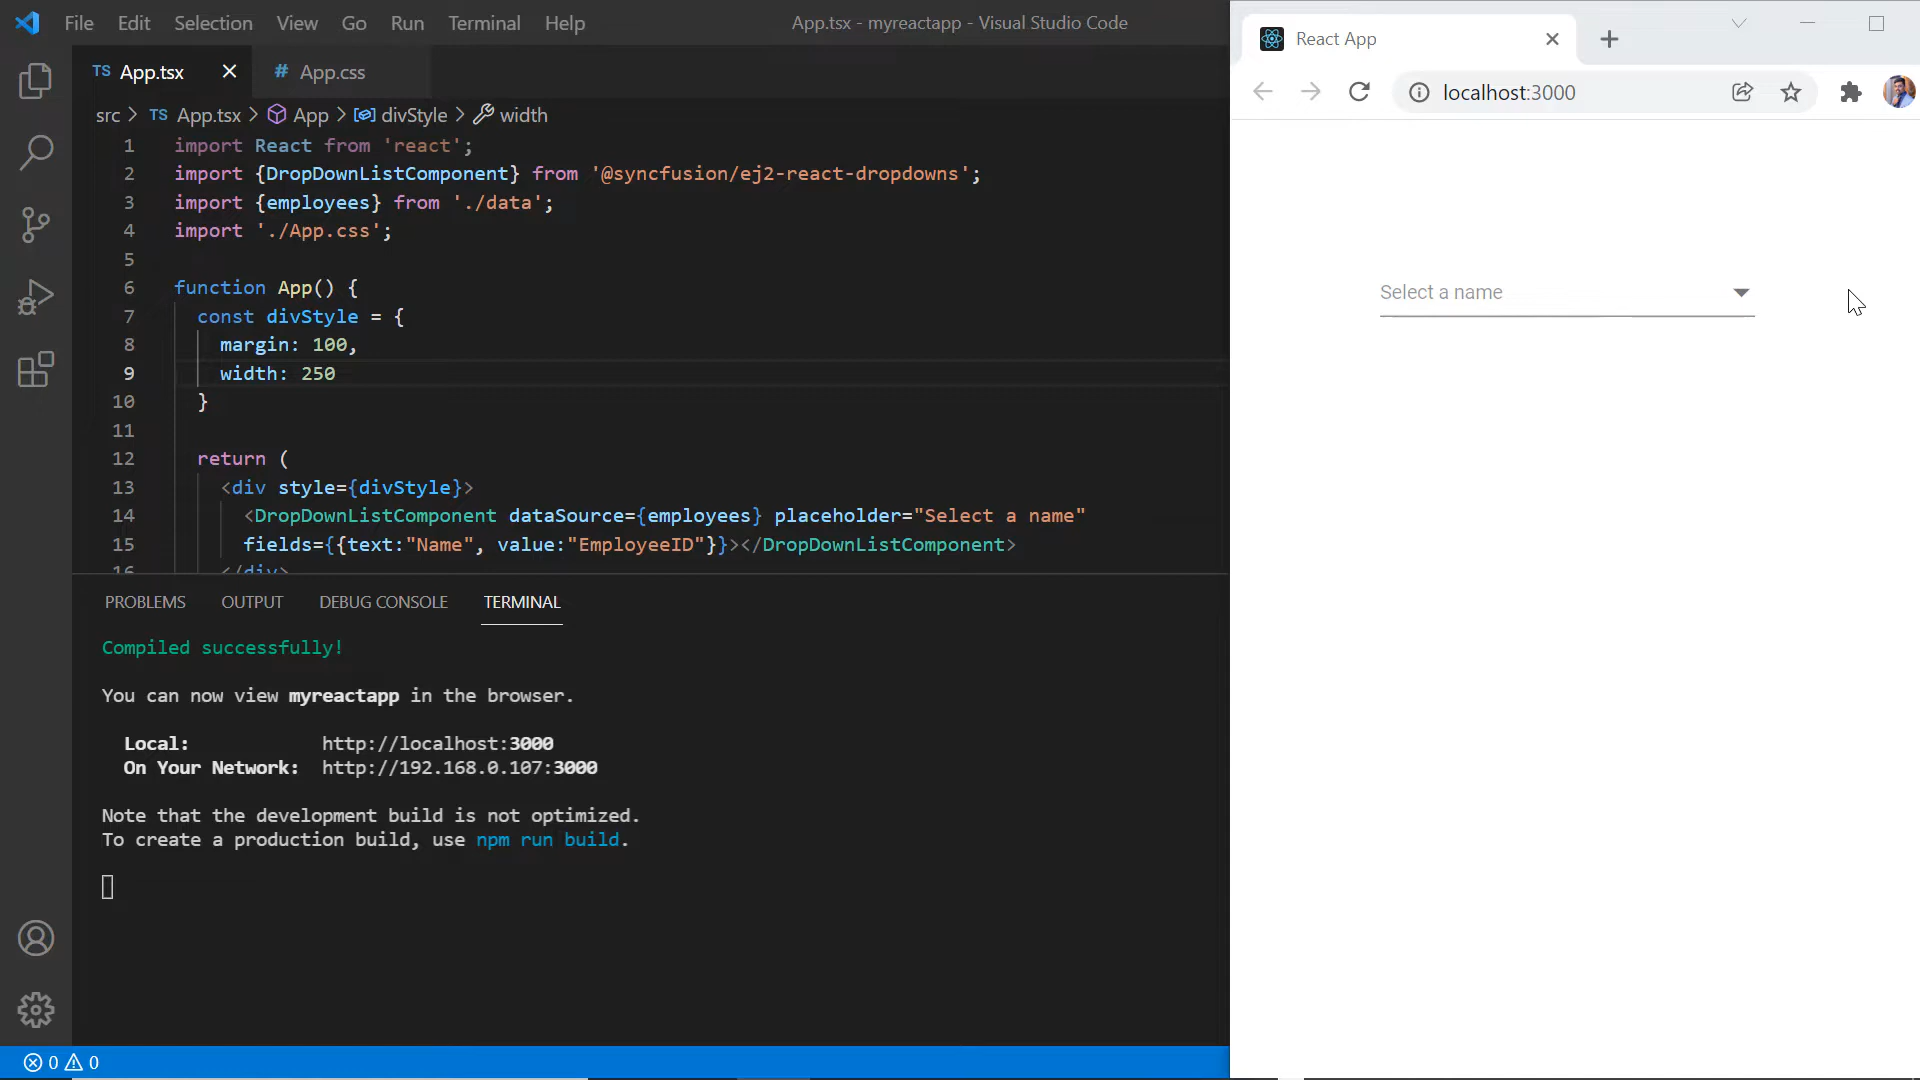 File Edit Selection View Go Run Terminal Help App.tsx - myreactapp - Visual Studio Code
TS App.tsx # App.css
src > TS App.tsx > App > divStyle > width
1 import React from 'react';
2 import {DropDownListComponent} from '@syncfusion/ej2-react-dropdowns';
3 import {employees} from './data';
4 import './App.css';
5
6 function App() {
7 const divStyle = {
8 margin: 100,
9 width: 250
10 }
11
12 return (
13 <div style={divStyle}>
14 <DropDownListComponent dataSource={employees} placeholder="Select a name"
15 fields={{text:"Name", value:"EmployeeID"}}></DropDownListComponent>
16 </div>
PROBLEMS OUTPUT DEBUG CONSOLE TERMINAL
Compiled successfully!
You can now view myreactapp in the browser.
Local: http://localhost:3000
On Your Network: http://192.168.0.107:3000
Note that the development build is not optimized.
To create a production build, use npm run build.
0 0
React App
localhost:3000
Select a name